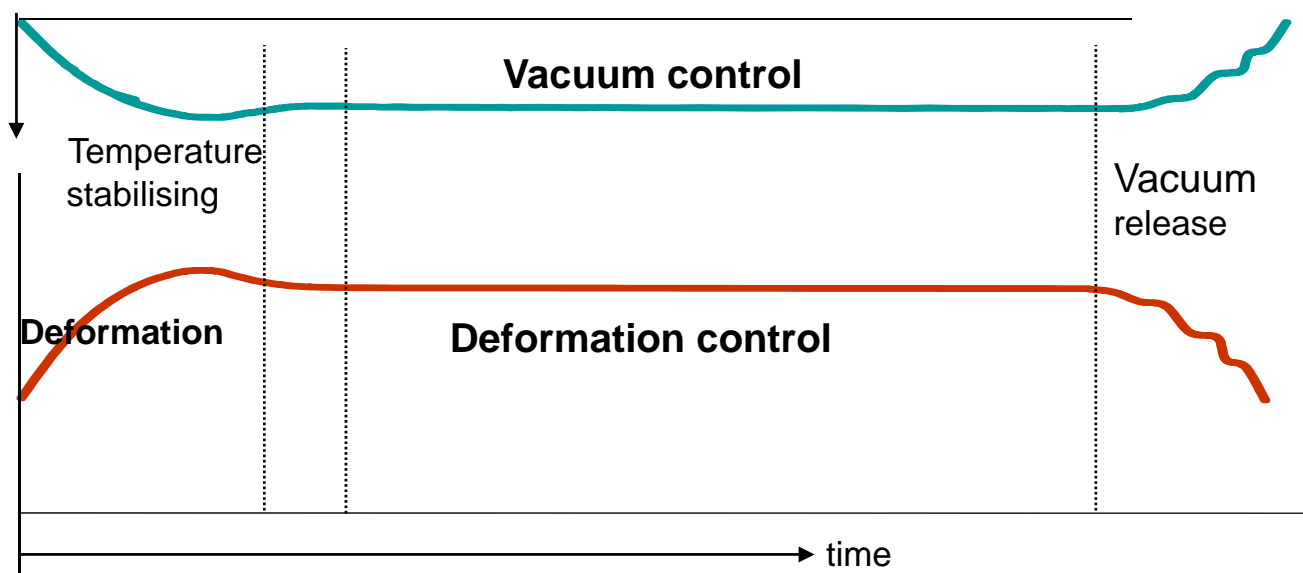 Vacuum control
Temperature
stabilising
Vacuum
release
Deformation
Deformation control
time